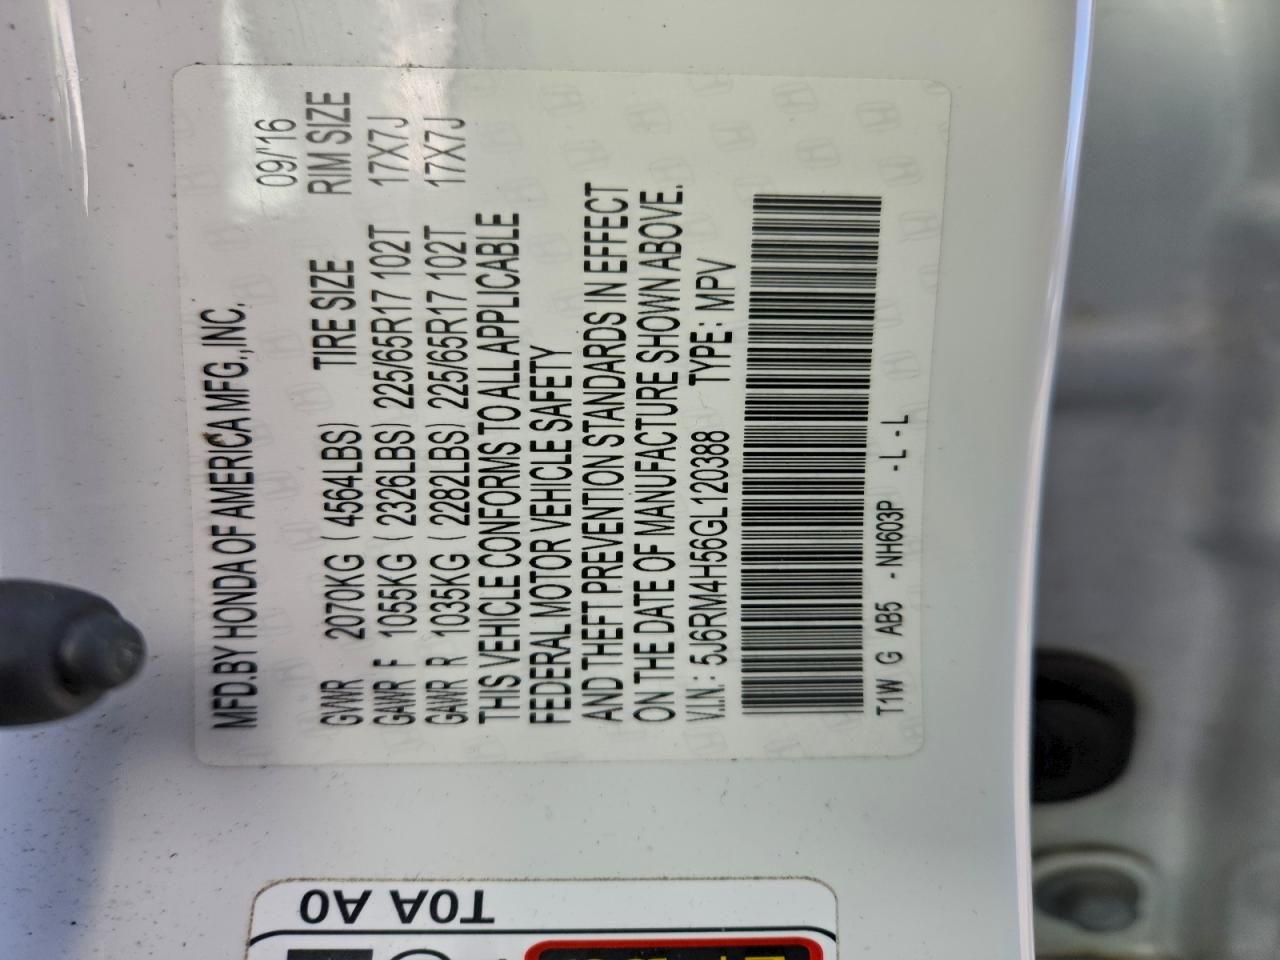 MFD.BY HONDA OF AMERICA MFG.,INC.
09/'16
GVWR 2070KG ( 4564LBS) TIRE SIZE RIM SIZE
GAWR F 1055KG ( 2326LBS) 225/65R17 102T 17X7J
GAWR R 1035KG ( 2282LBS) 225/65R17 102T 17X7J
THIS VEHICLE CONFORMS TO ALL APPLICABLE
FEDERAL MOTOR VEHICLE SAFETY
AND THEFT PREVENTION STANDARDS IN EFFECT
ON THE DATE OF MANUFACTURE SHOWN ABOVE.
V.I.N: 5J6RM4H56GL120388 TYPE: MPV
T1W G AB5 -NH603P -L-L
T0A A0